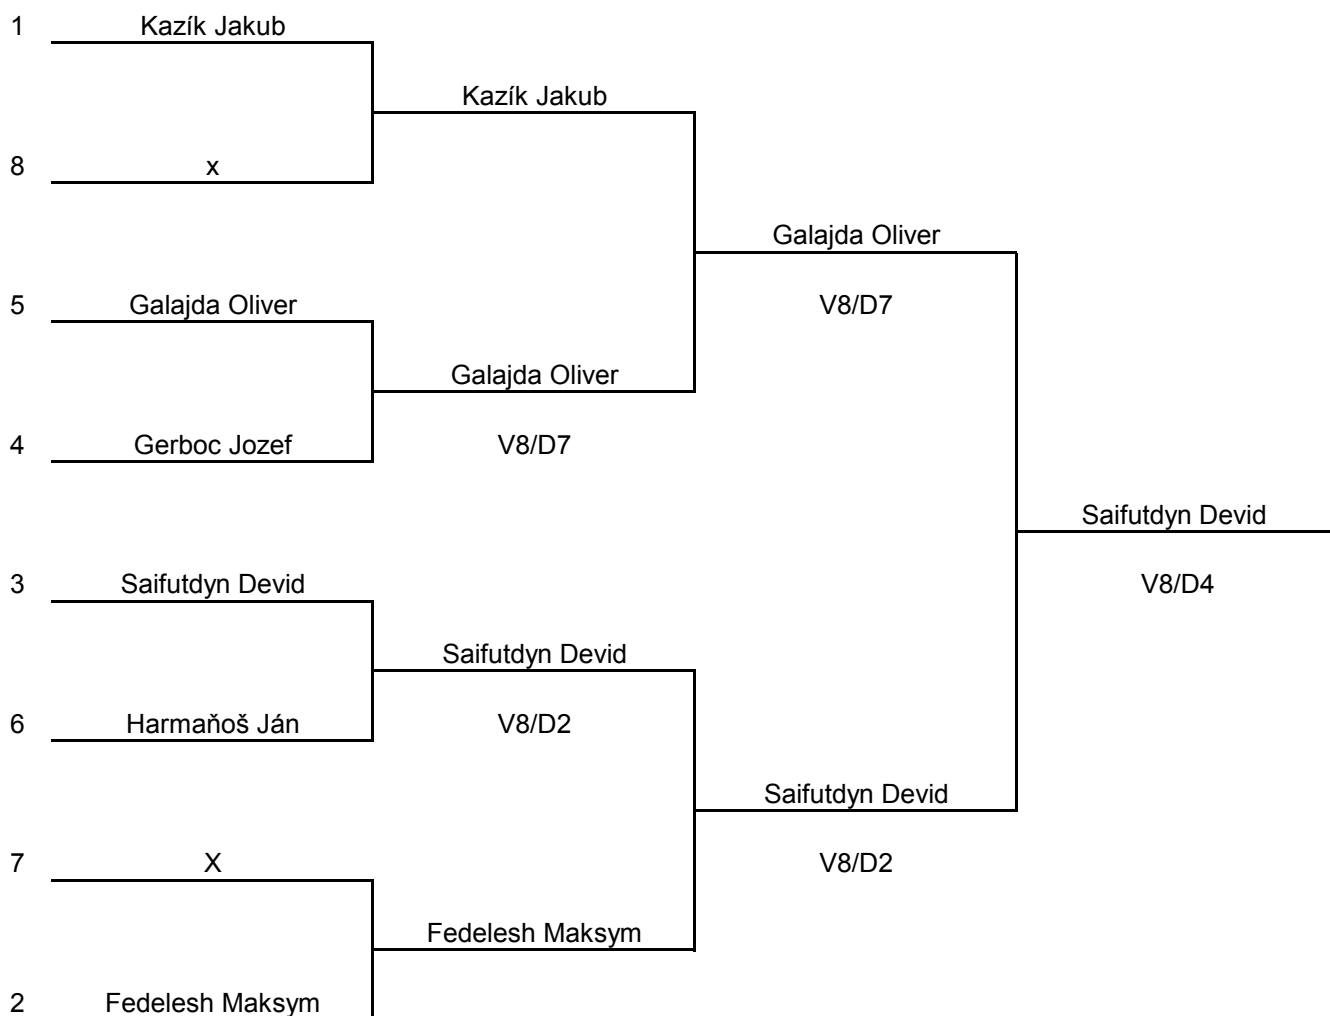 1 Kazík Jakub
Kazík Jakub
8 x
Galajda Oliver
5 Galajda Oliver V8/D7
Galajda Oliver
4 Gerboc Jozef V8/D7
Saifutdyn Devid
3 Saifutdyn Devid V8/D4
Saifutdyn Devid
6 Harmaňoš Ján V8/D2
Saifutdyn Devid
7 X V8/D2
Fedelesh Maksym
2 Fedelesh Maksym